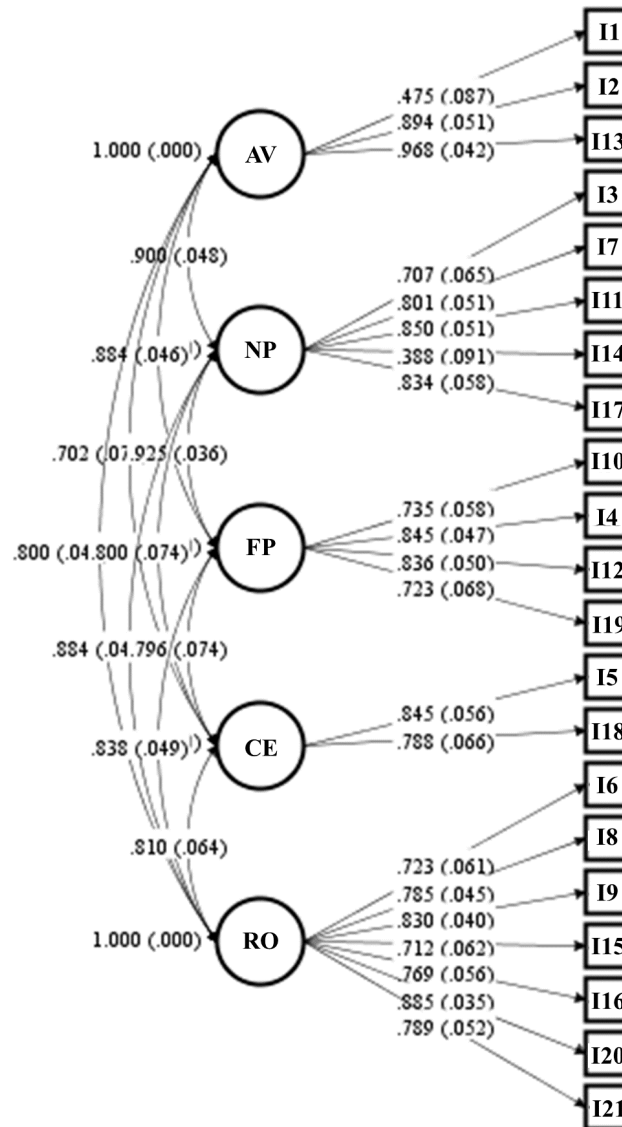 I1
I2
.475 (.087)
.894 (.051)
1.000 (.000)
AV
.968 (.042)
I13
I3
I7
.900 (.048)
.707 (.065)
.801 (.051)
I11
.850 (.051)
.884 (.046)
NP
.388 (.091)
I14
.834 (.058)
I17
.702 (.07
.925 (.036)
I10
.735 (.058)
.845 (.047)
I4
.800 (.04
.800 (.074)
FP
.836 (.050)
I12
.723 (.068)
I19
.884 (.04
.796 (.074)
I5
.845 (.056)
.838 (.049)
CE
.788 (.066)
I18
I6
.810 (.064)
I8
.723 (.061)
.785 (.045)
I9
.830 (.040)
1.000 (.000)
RO
.712 (.062)
I15
.769 (.056)
I16
.885 (.035)
.789 (.052)
I20
I21